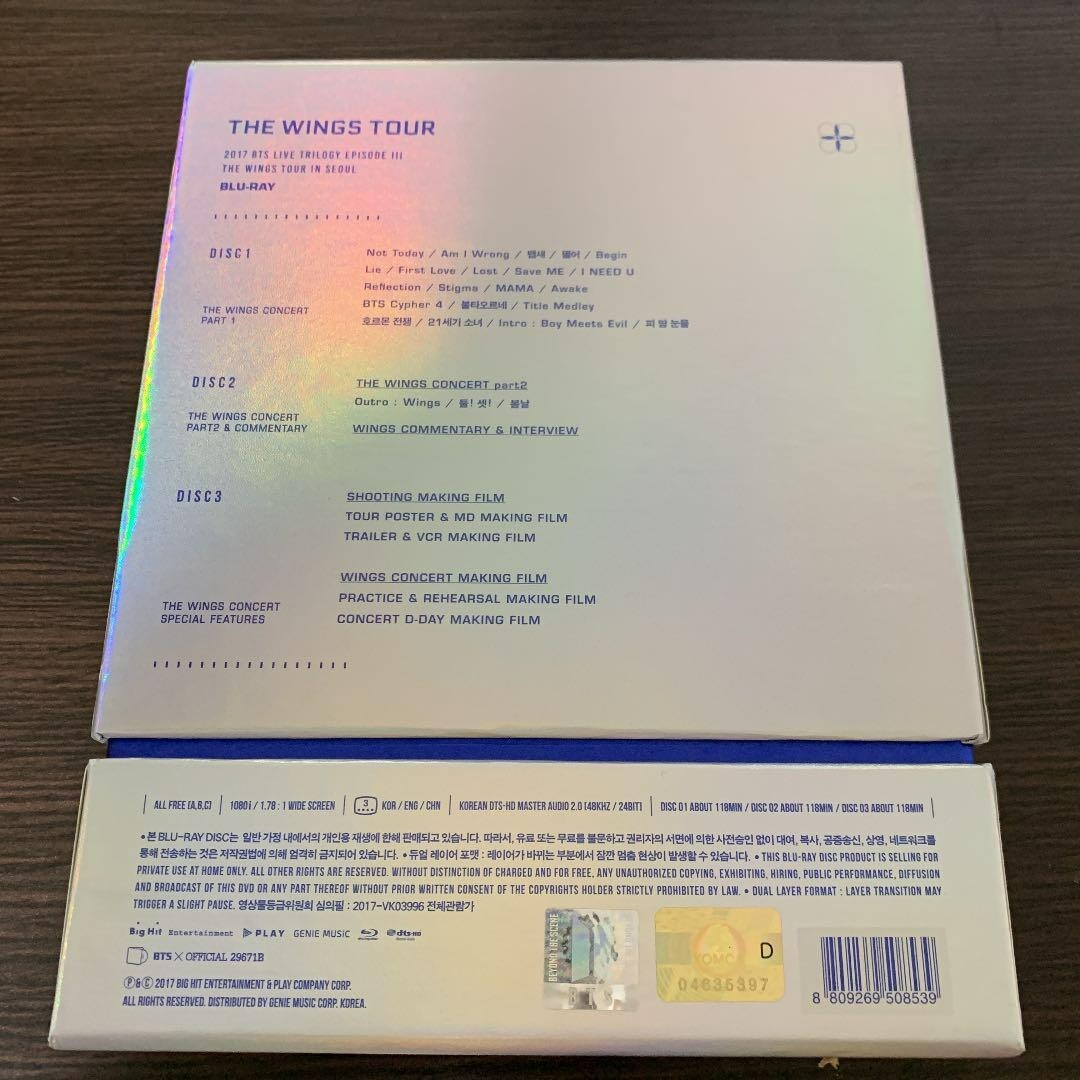 THE WINGS TOUR
2017 BTS LIVE TRILOGY EPISODE III
THE WINGS TOUR IN SEOUL
BLU-RAY
DISC1
THE WINGS CONCERT
PART 1
Not Today / Am I Wrong / 뱁새 / 쩔어 / Begin
Lie / First Love / Lost / Save ME / I NEED U
Reflection / Stigma / MAMA / Awake
BTS Cypher 4 / 불타오르네 / Title Medley
호르몬 전쟁 / 21세기 소녀 / Intro : Boy Meets Evil / 피 땀 눈물
DISC2
THE WINGS CONCERT
PART2 & COMMENTARY
THE WINGS CONCERT part2
Outro : Wings / 둘! 셋! / 봄날
WINGS COMMENTARY & INTERVIEW
DISC3
THE WINGS CONCERT
SPECIAL FEATURES
SHOOTING MAKING FILM
TOUR POSTER & MD MAKING FILM
TRAILER & VCR MAKING FILM
WINGS CONCERT MAKING FILM
PRACTICE & REHEARSAL MAKING FILM
CONCERT D-DAY MAKING FILM
ALL FREE (A,B,C) | 1080i / 1.78 : 1 WIDE SCREEN | 3 KOR / ENG / CHN | KOREAN DTS-HD MASTER AUDIO 2.0 (48KHZ / 24BIT) | DISC 01 ABOUT 118MIN / DISC 02 ABOUT 118MIN / DISC 03 ABOUT 118MIN
• 본 BLU-RAY DISC는 일반 가정 내에서의 개인용 재생에 한해 판매되고 있습니다. 따라서, 유료 또는 무료를 불문하고 권리자의 서면에 의한 사전승인 없이 대여, 복사, 공중송신, 상영, 네트워크를
통해 전송하는 것은 저작권법에 의해 엄격히 금지되어 있습니다. • 듀얼 레이어 포맷 : 레이어가 바뀌는 부분에서 잠깐 멈춤 현상이 발생할 수 있습니다. • THIS BLU-RAY DISC PRODUCT IS SELLING FOR
PRIVATE USE AT HOME ONLY. ALL OTHER RIGHTS ARE RESERVED. WITHOUT DISTINCTION OF CHARGED AND FOR FREE, ANY UNAUTHORIZED COPYING, EXHIBITING, HIRING, PUBLIC PERFORMANCE, DIFFUSION
AND BROADCAST OF THIS DVD OR ANY PART THEREOF WITHOUT PRIOR WRITTEN CONSENT OF THE COPYRIGHTS HOLDER STRICTLY PROHIBITED BY LAW. • DUAL LAYER FORMAT : LAYER TRANSITION MAY
TRIGGER A SLIGHT PAUSE. 영상물등급위원회 심의필 : 2017-VK03996 전체관람가
Big Hit Entertainment PLAY GENIE MUSIC dts-HD
BTS X OFFICIAL 29671B
Ⓟ&© 2017 BIG HIT ENTERTAINMENT & PLAY COMPANY CORP.
ALL RIGHTS RESERVED. DISTRIBUTED BY GENIE MUSIC CORP. KOREA.
BEYOND THE SCENE
BTS
KOMCA
D
04635397
8 809269 508539